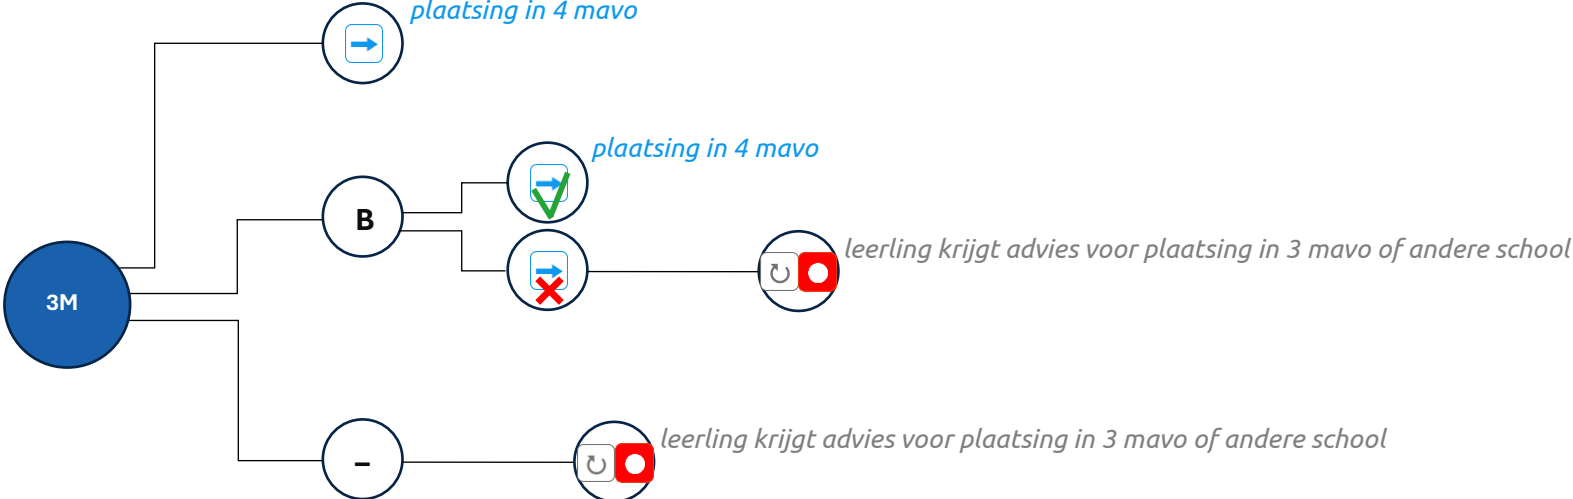 plaatsing in 4 mavo
plaatsing in 4 mavo
B
leerling krijgt advies voor plaatsing in 3 mavo of andere school
3M
leerling krijgt advies voor plaatsing in 3 mavo of andere school
–